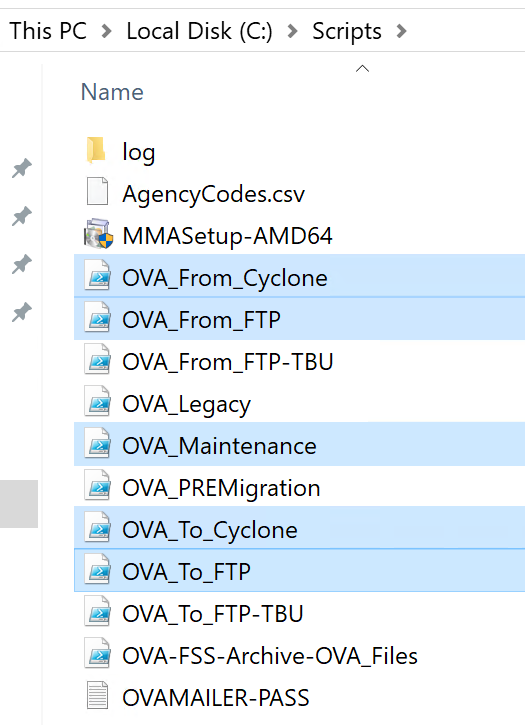 This PC > Local Disk (C:) > Scripts >
Name
log
AgencyCodes.csv
MMASetup-AMD64
OVA_From_Cyclone
OVA_From_FTP
OVA_From_FTP-TBU
OVA_Legacy
OVA_Maintenance
OVA_PREMigration
OVA_To_Cyclone
OVA_To_FTP
OVA_To_FTP-TBU
OVA-FSS-Archive-OVA_Files
OVAMAILER-PASS